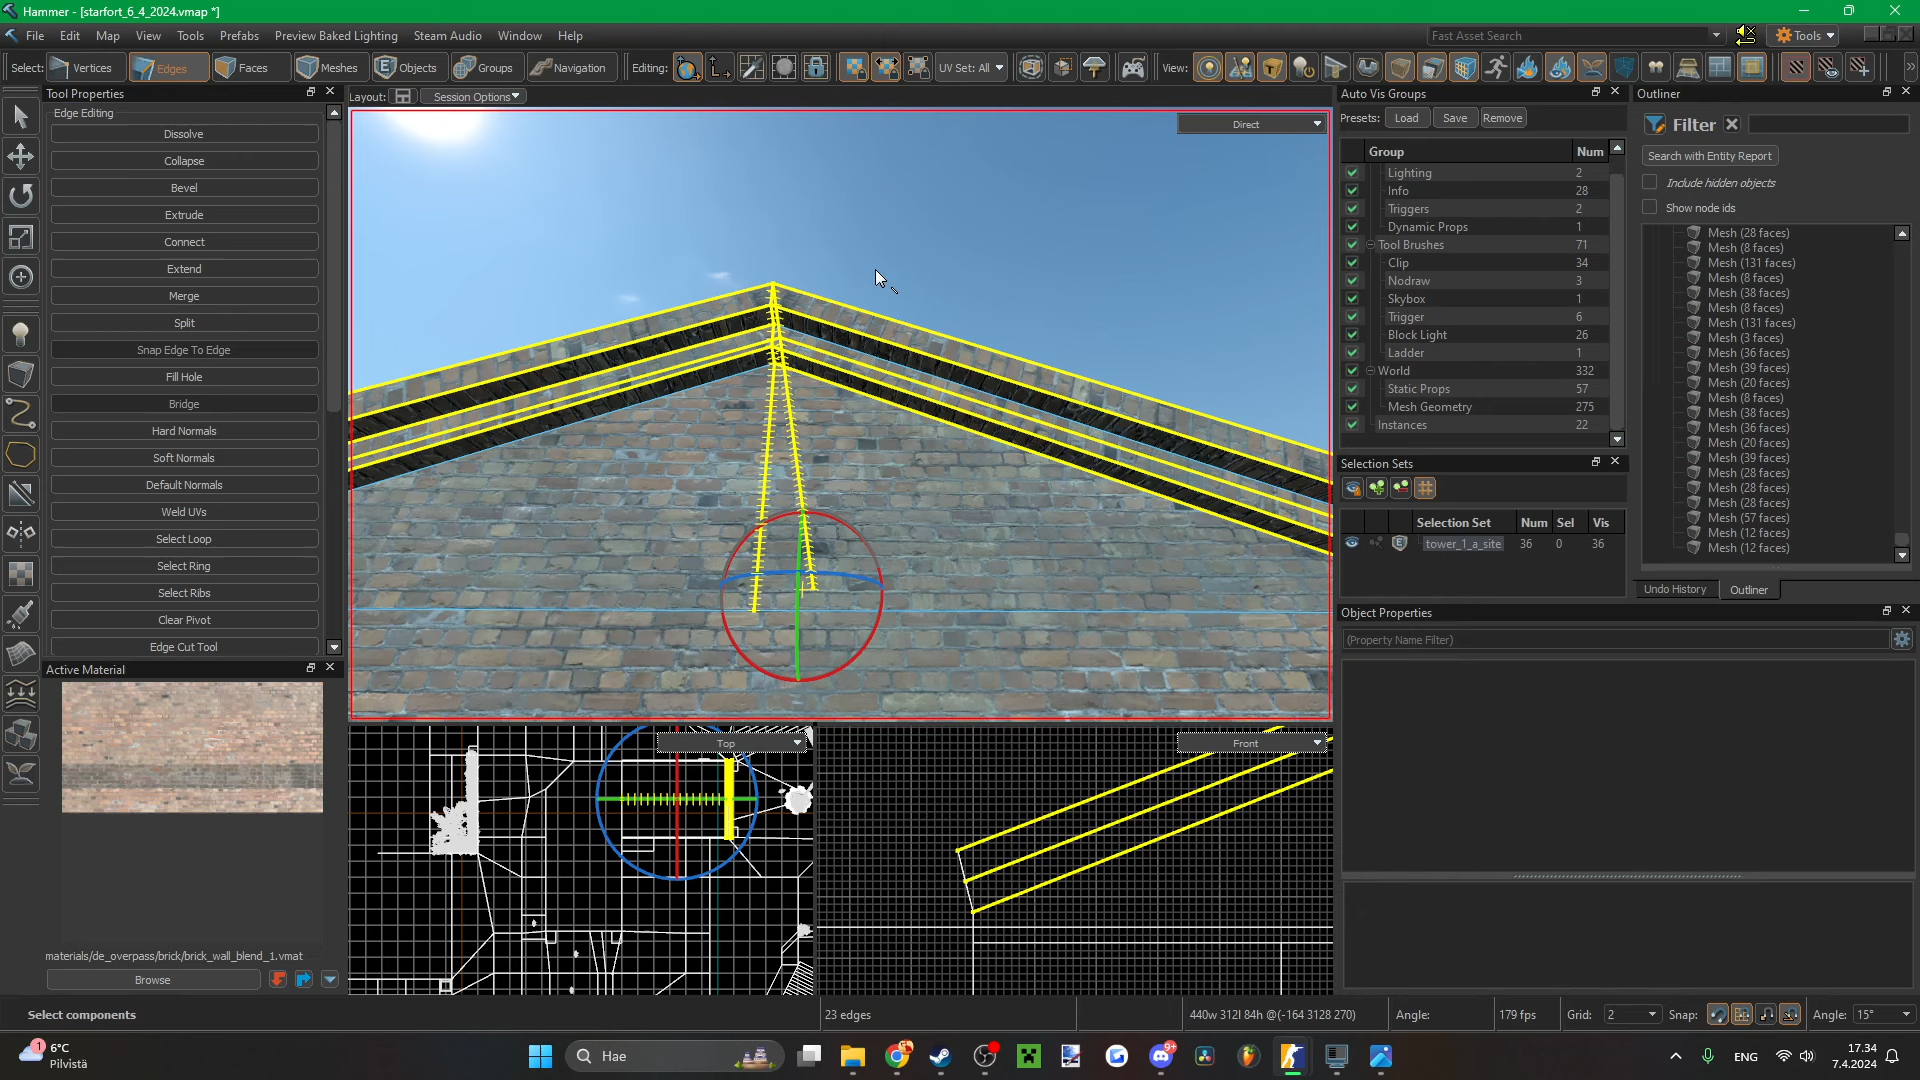 Hammer - [starfort_6_4_2024.vmap *]
File Edit Map View Tools Prefabs Preview Baked Lighting Steam Audio Window Help
Fast Asset Search
Tools
Select: Vertices Edges Faces Meshes Objects Groups Navigation Editing: UV Set: All View:
Tool Properties
Edge Editing
Dissolve
Collapse
Bevel
Extrude
Connect
Extend
Merge
Split
Snap Edge To Edge
Fill Hole
Bridge
Hard Normals
Soft Normals
Default Normals
Weld UVs
Select Loop
Select Ring
Select Ribs
Clear Pivot
Edge Cut Tool
Active Material
materials/de_overpass/brick/brick_wall_blend_1.vmat
Browse
Layout: Session Options
Direct
Top
Front
Auto Vis Groups
Presets: Load Save Remove
Group Num
Lighting 2
Info 28
Triggers 2
Dynamic Props 1
Tool Brushes 71
Clip 34
Nodraw 3
Skybox 1
Trigger 6
Block Light 26
Ladder 1
World 332
Static Props 57
Mesh Geometry 275
Instances 22
Selection Sets
Selection Set Num Sel Vis
tower_1_a_site 36 0 36
Outliner
Filter
Search with Entity Report
Include hidden objects
Show node ids
Mesh (28 faces)
Mesh (8 faces)
Mesh (131 faces)
Mesh (8 faces)
Mesh (38 faces)
Mesh (8 faces)
Mesh (131 faces)
Mesh (3 faces)
Mesh (36 faces)
Mesh (39 faces)
Mesh (20 faces)
Mesh (8 faces)
Mesh (38 faces)
Mesh (36 faces)
Mesh (20 faces)
Mesh (39 faces)
Mesh (28 faces)
Mesh (28 faces)
Mesh (28 faces)
Mesh (57 faces)
Mesh (12 faces)
Mesh (12 faces)
Undo History Outliner
Object Properties
(Property Name Filter)
Select components 23 edges 440w 312l 84h @(-164 3128 270) Angle: 179 fps Grid: 2 Snap: Angle: 15°
1 6°C
Pilvistä
Hae
9+
ENG
17.34
7.4.2024